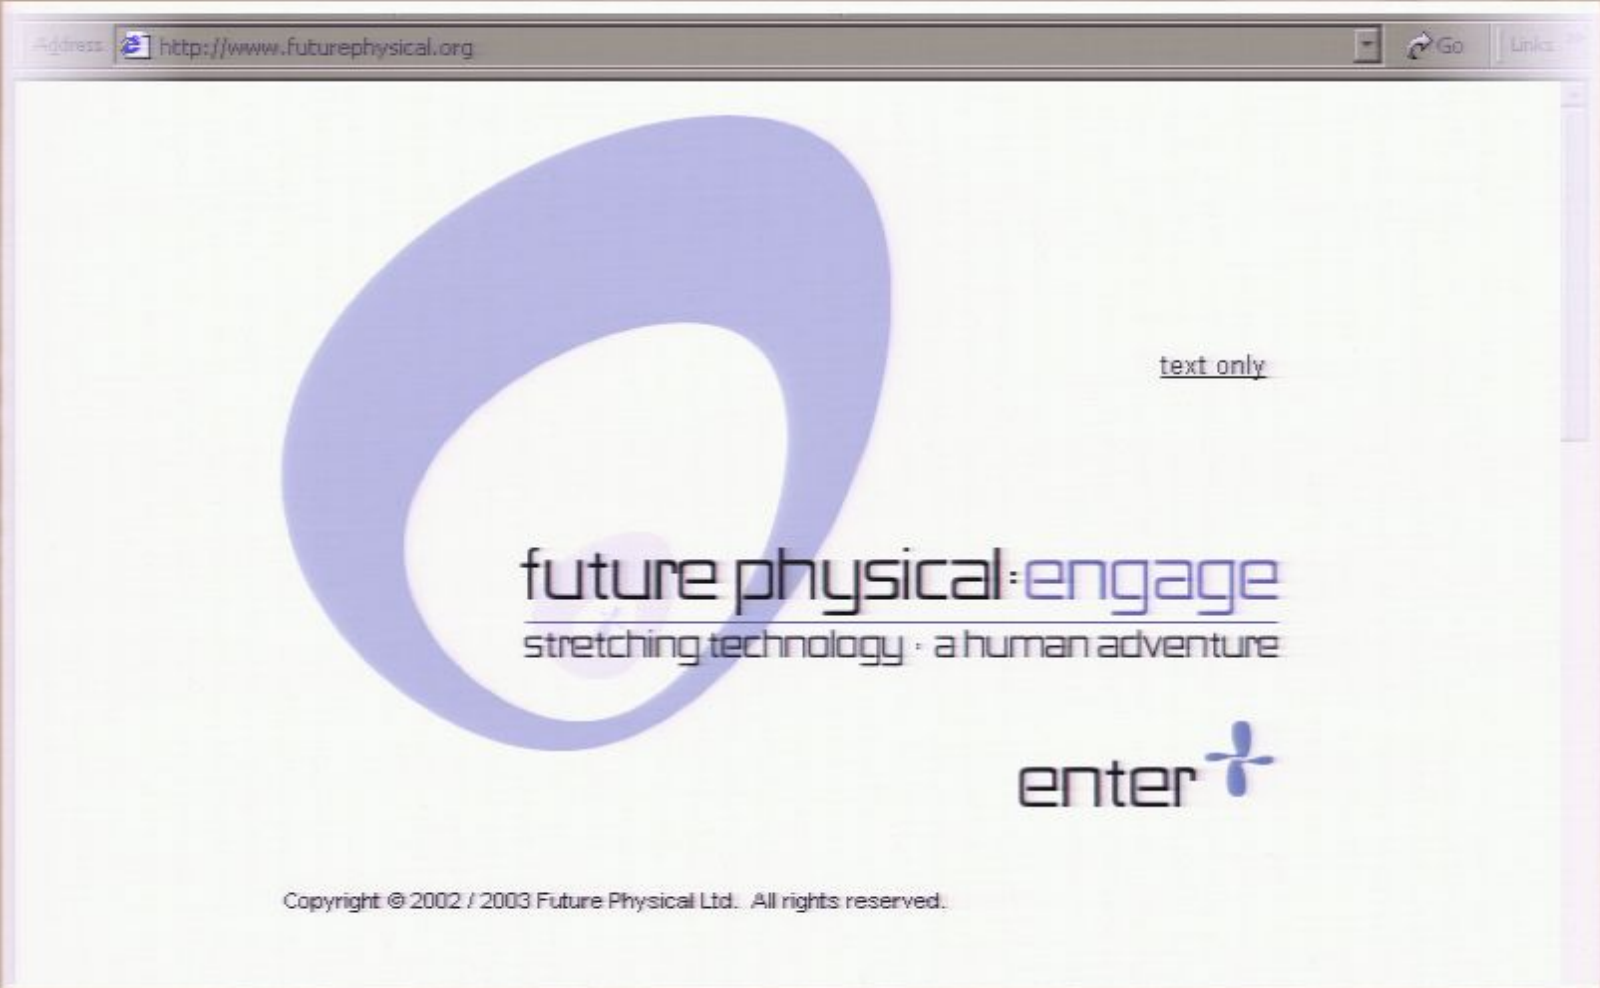 Address http://www.futurephysical.org Go Links
text only
future physical:engage
stretching technology : a human adventure
enter
Copyright © 2002 / 2003 Future Physical Ltd. All rights reserved.